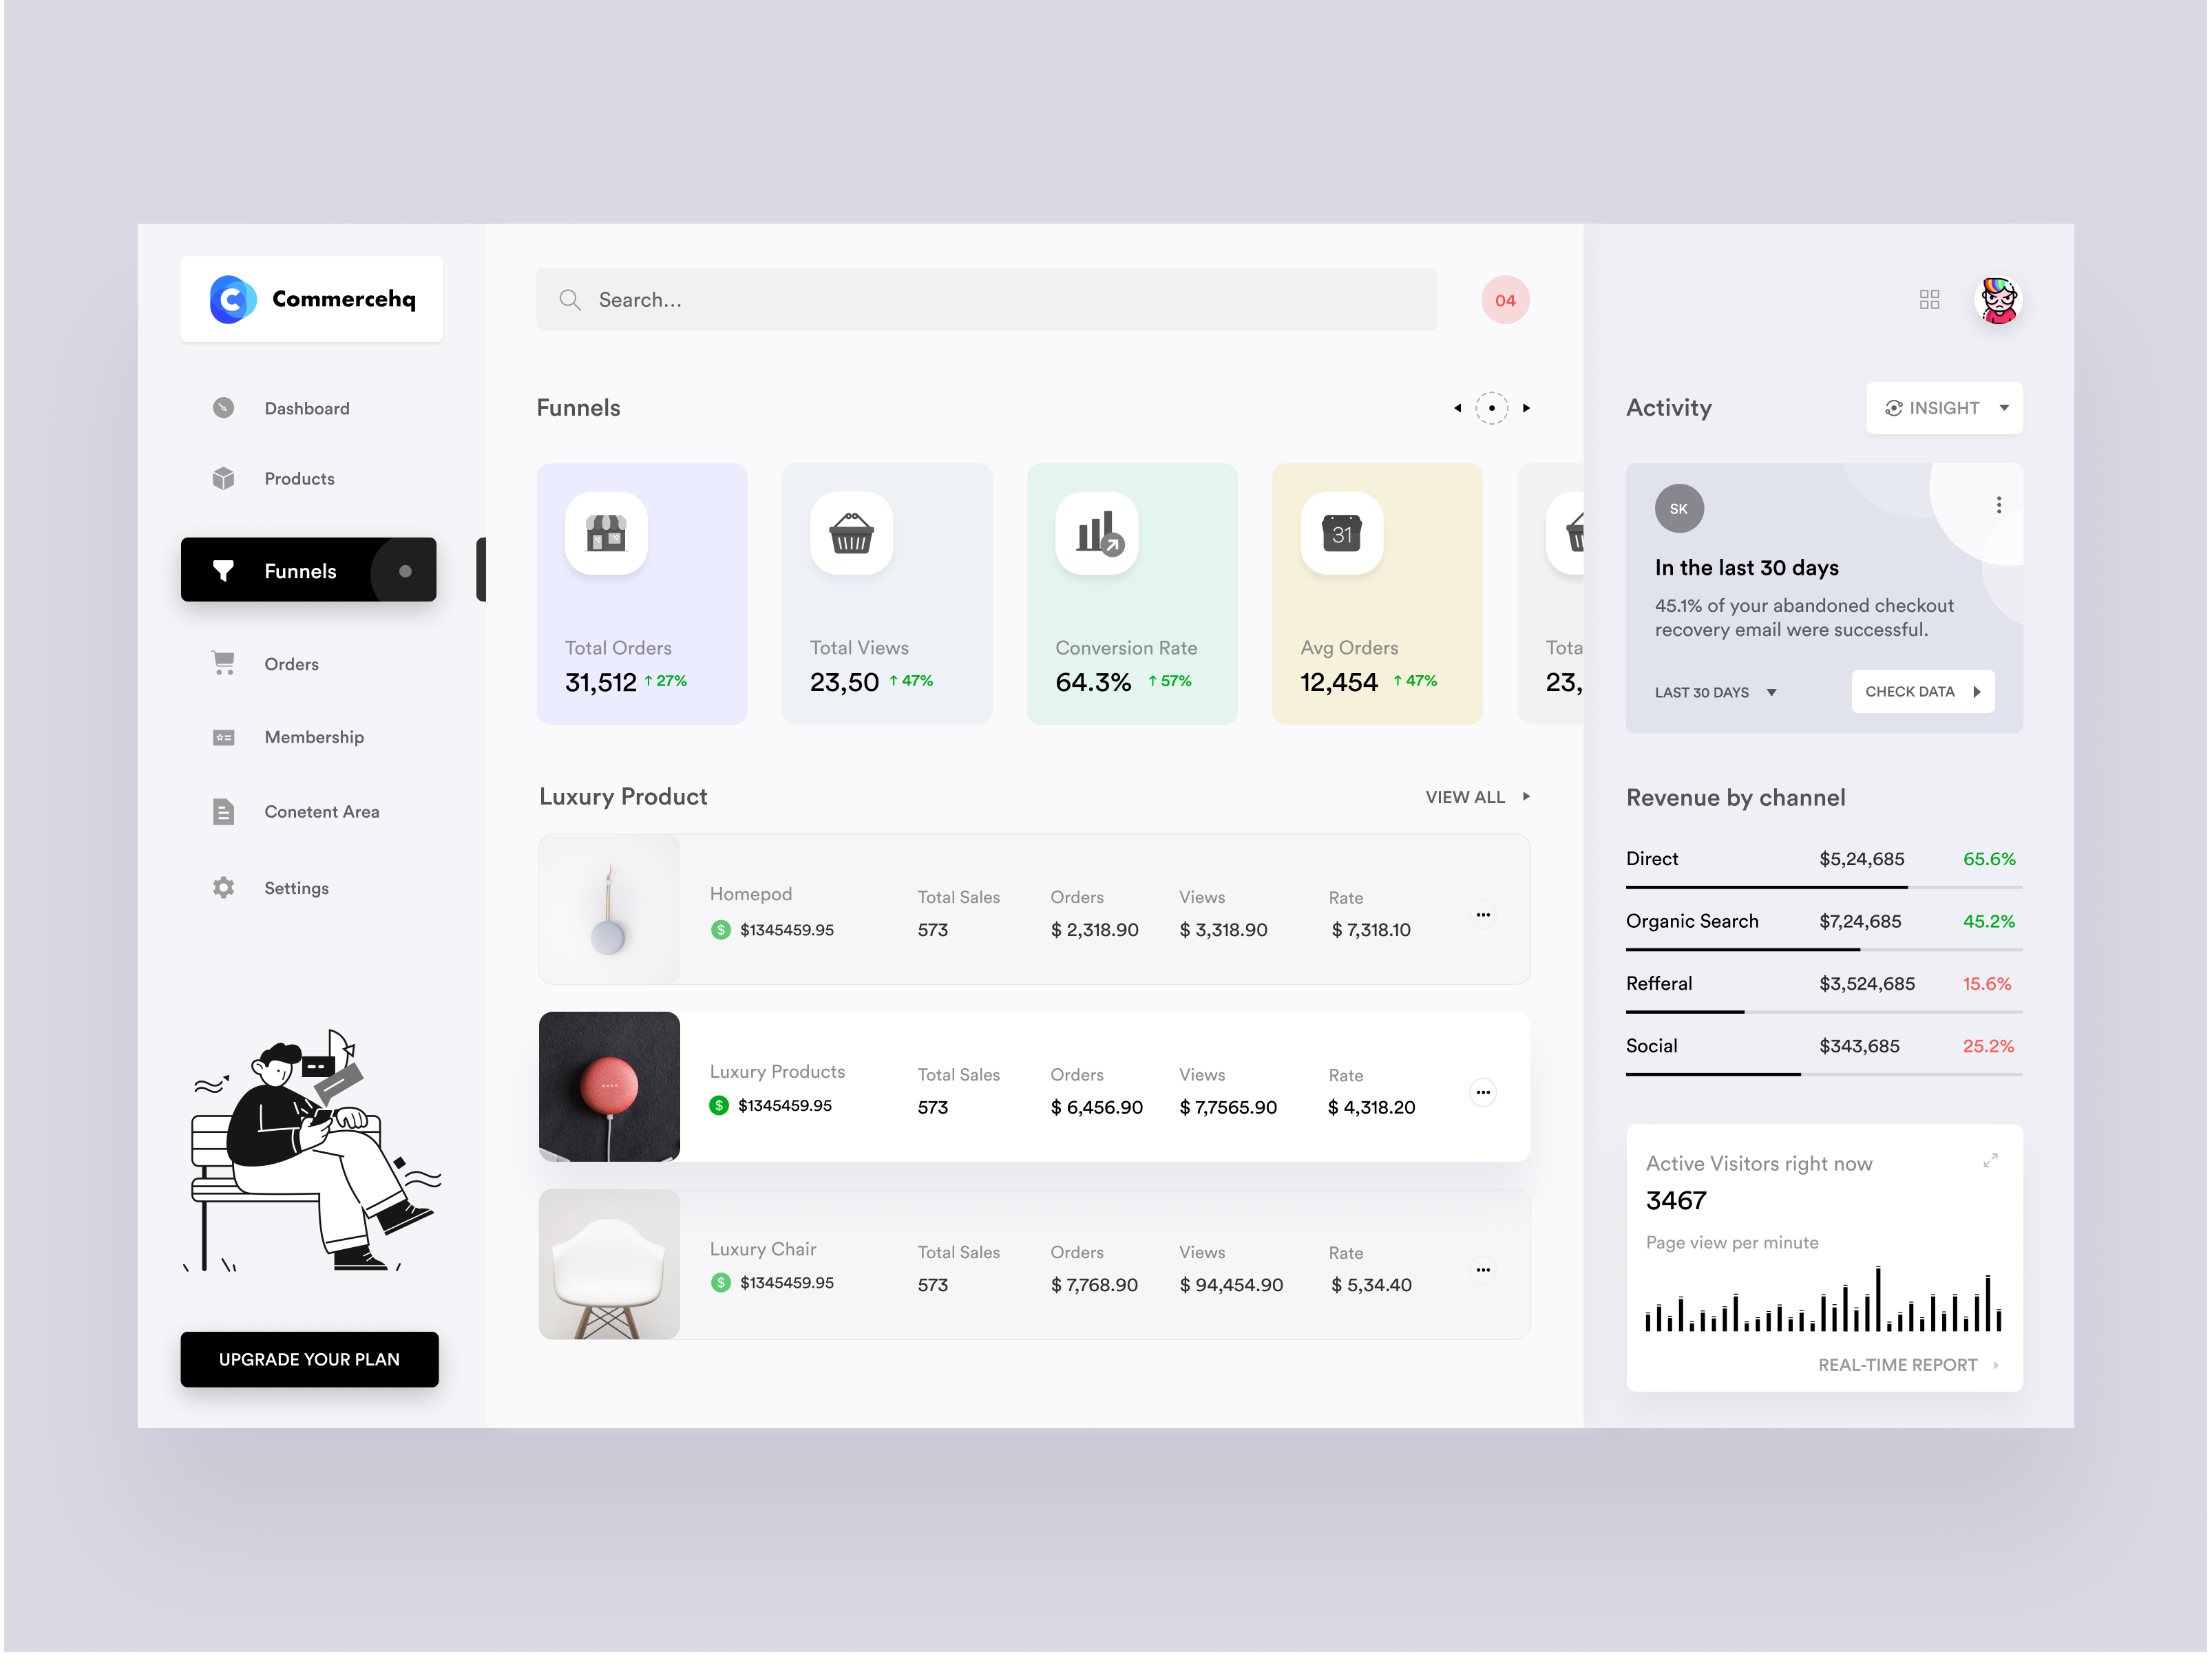 Commercehq
Dashboard
Products
Funnels
Orders
Membership
Conetent Area
Settings
UPGRADE YOUR PLAN
Search...
04
Funnels
31
Total Orders
31,512 ↑ 27%
Total Views
23,50 ↑ 47%
Conversion Rate
64.3% ↑ 57%
Avg Orders
12,454 ↑ 47%
Tota
23,
Luxury Product
VIEW ALL
Homepod
$ $1345459.95
Total Sales
573
Orders
$ 2,318.90
Views
$ 3,318.90
Rate
$ 7,318.10
Luxury Products
$ $1345459.95
Total Sales
573
Orders
$ 6,456.90
Views
$ 7,7565.90
Rate
$ 4,318.20
Luxury Chair
$ $1345459.95
Total Sales
573
Orders
$ 7,768.90
Views
$ 94,454.90
Rate
$ 5,34.40
Activity
INSIGHT
SK
In the last 30 days
45.1% of your abandoned checkout
recovery email were successful.
LAST 30 DAYS
CHECK DATA
Revenue by channel
Direct $5,24,685 65.6%
Organic Search $7,24,685 45.2%
Refferal $3,524,685 15.6%
Social $343,685 25.2%
Active Visitors right now
3467
Page view per minute
REAL-TIME REPORT